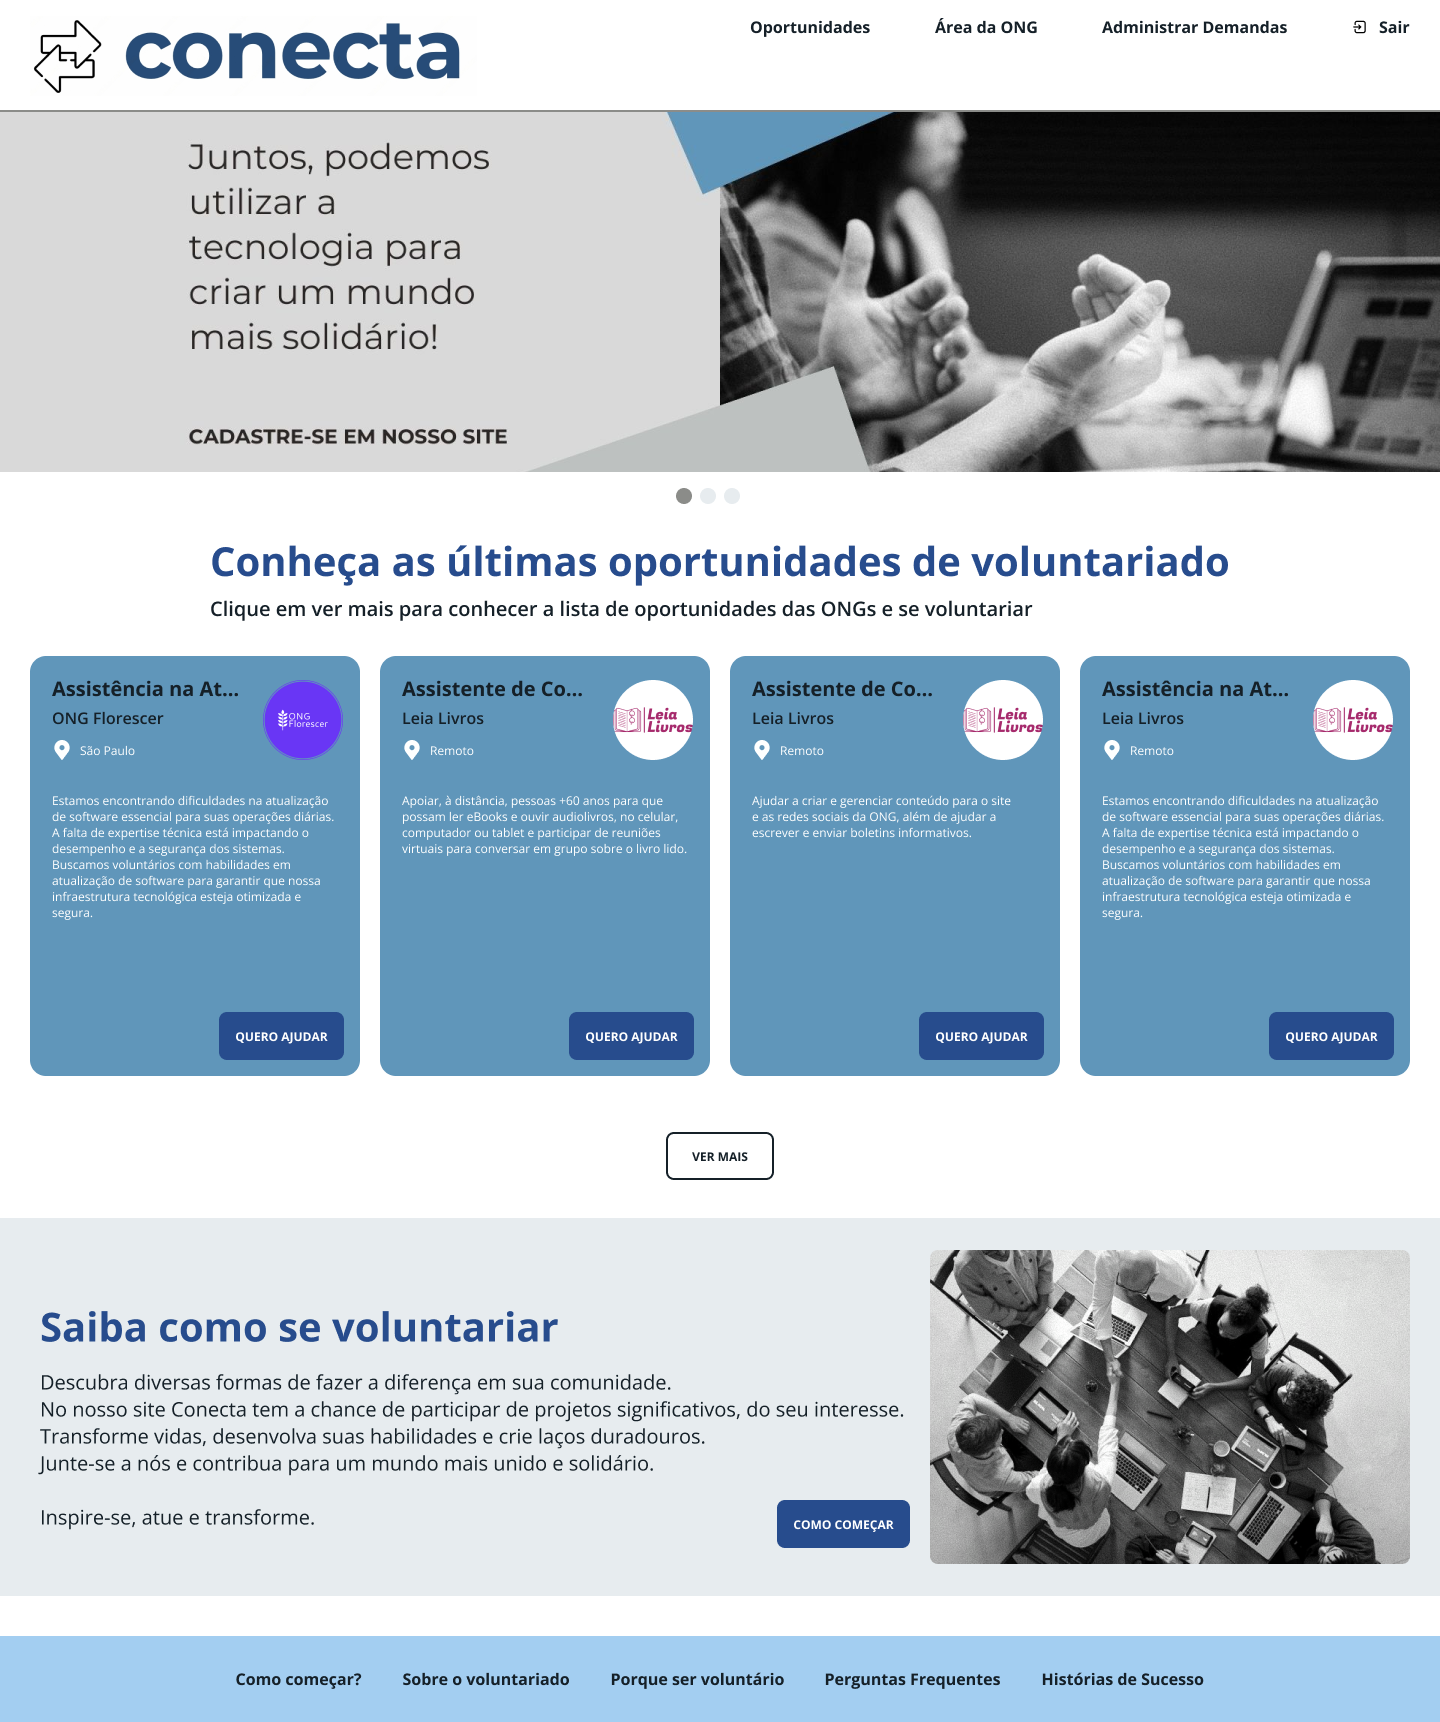 conecta
Oportunidades
Área da ONG
Administrar Demandas
Sair
Juntos, podemos
utilizar a
tecnologia para
criar um mundo
mais solidário!
CADASTRE-SE EM NOSSO SITE
Conheça as últimas oportunidades de voluntariado
Clique em ver mais para conhecer a lista de oportunidades das ONGs e se voluntariar
Assistência na At...
ONG Florescer
São Paulo
ONG
Florescer
Estamos encontrando dificuldades na atualização
de software essencial para suas operações diárias.
A falta de expertise técnica está impactando o
desempenho e a segurança dos sistemas.
Buscamos voluntários com habilidades em
atualização de software para garantir que nossa
infraestrutura tecnológica esteja otimizada e
segura.
QUERO AJUDAR
Assistente de Co...
Leia Livros
Remoto
Leia
Livros
Apoiar, à distância, pessoas +60 anos para que
possam ler eBooks e ouvir audiolivros, no celular,
computador ou tablet e participar de reuniões
virtuais para conversar em grupo sobre o livro lido.
QUERO AJUDAR
Assistente de Co...
Leia Livros
Remoto
Leia
Livros
Ajudar a criar e gerenciar conteúdo para o site
e as redes sociais da ONG, além de ajudar a
escrever e enviar boletins informativos.
QUERO AJUDAR
Assistência na At...
Leia Livros
Remoto
Leia
Livros
Estamos encontrando dificuldades na atualização
de software essencial para suas operações diárias.
A falta de expertise técnica está impactando o
desempenho e a segurança dos sistemas.
Buscamos voluntários com habilidades em
atualização de software para garantir que nossa
infraestrutura tecnológica esteja otimizada e
segura.
QUERO AJUDAR
VER MAIS
Saiba como se voluntariar
Descubra diversas formas de fazer a diferença em sua comunidade.
No nosso site Conecta tem a chance de participar de projetos significativos, do seu interesse.
Transforme vidas, desenvolva suas habilidades e crie laços duradouros.
Junte-se a nós e contribua para um mundo mais unido e solidário.
Inspire-se, atue e transforme.
COMO COMEÇAR
Como começar?
Sobre o voluntariado
Porque ser voluntário
Perguntas Frequentes
Histórias de Sucesso